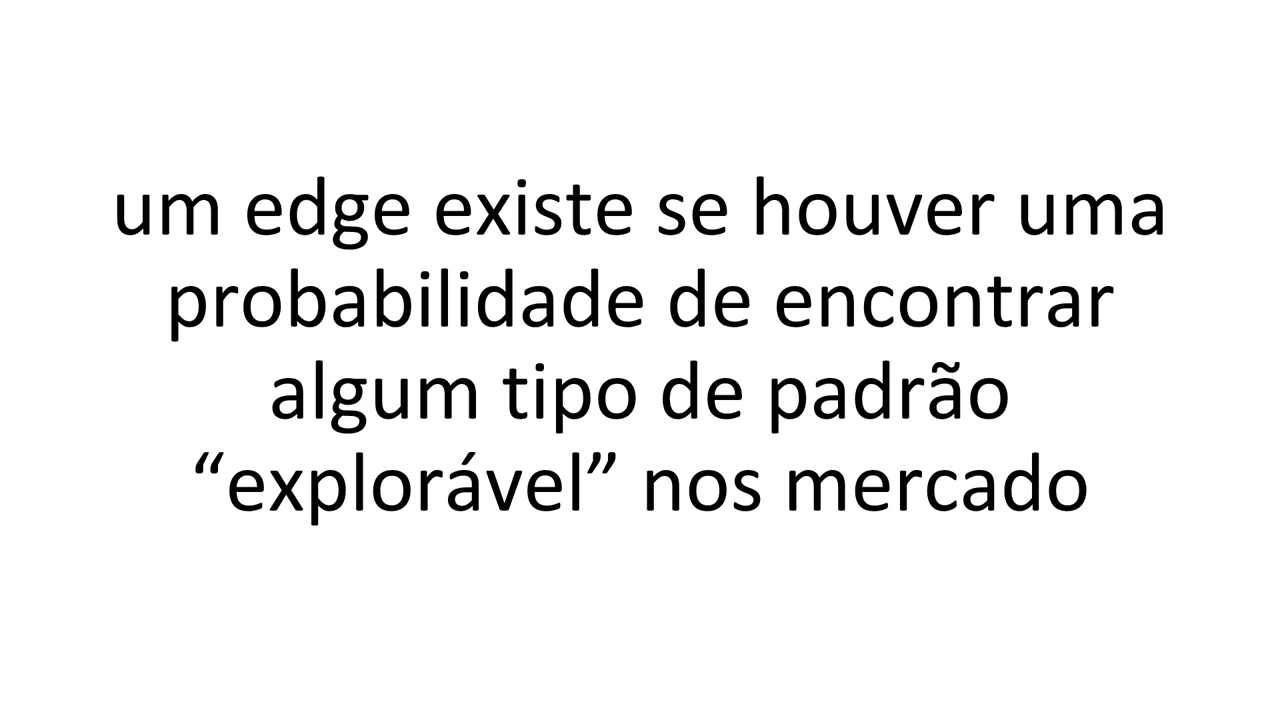 um edge existe se houver uma
probabilidade de encontrar
algum tipo de padrão
“explorável” nos mercado